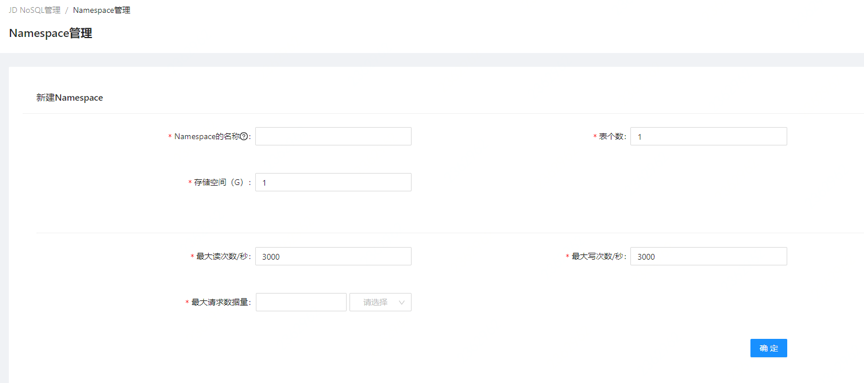 JD NoSQL管理 / Namespace管理
Namespace管理
新建Namespace
* Namespace的名称?: * 表个数: 1
* 存储空间（G）: 1
* 最大读次数/秒: 3000 * 最大写次数/秒: 3000
* 最大请求数据量: 请选择
确 定